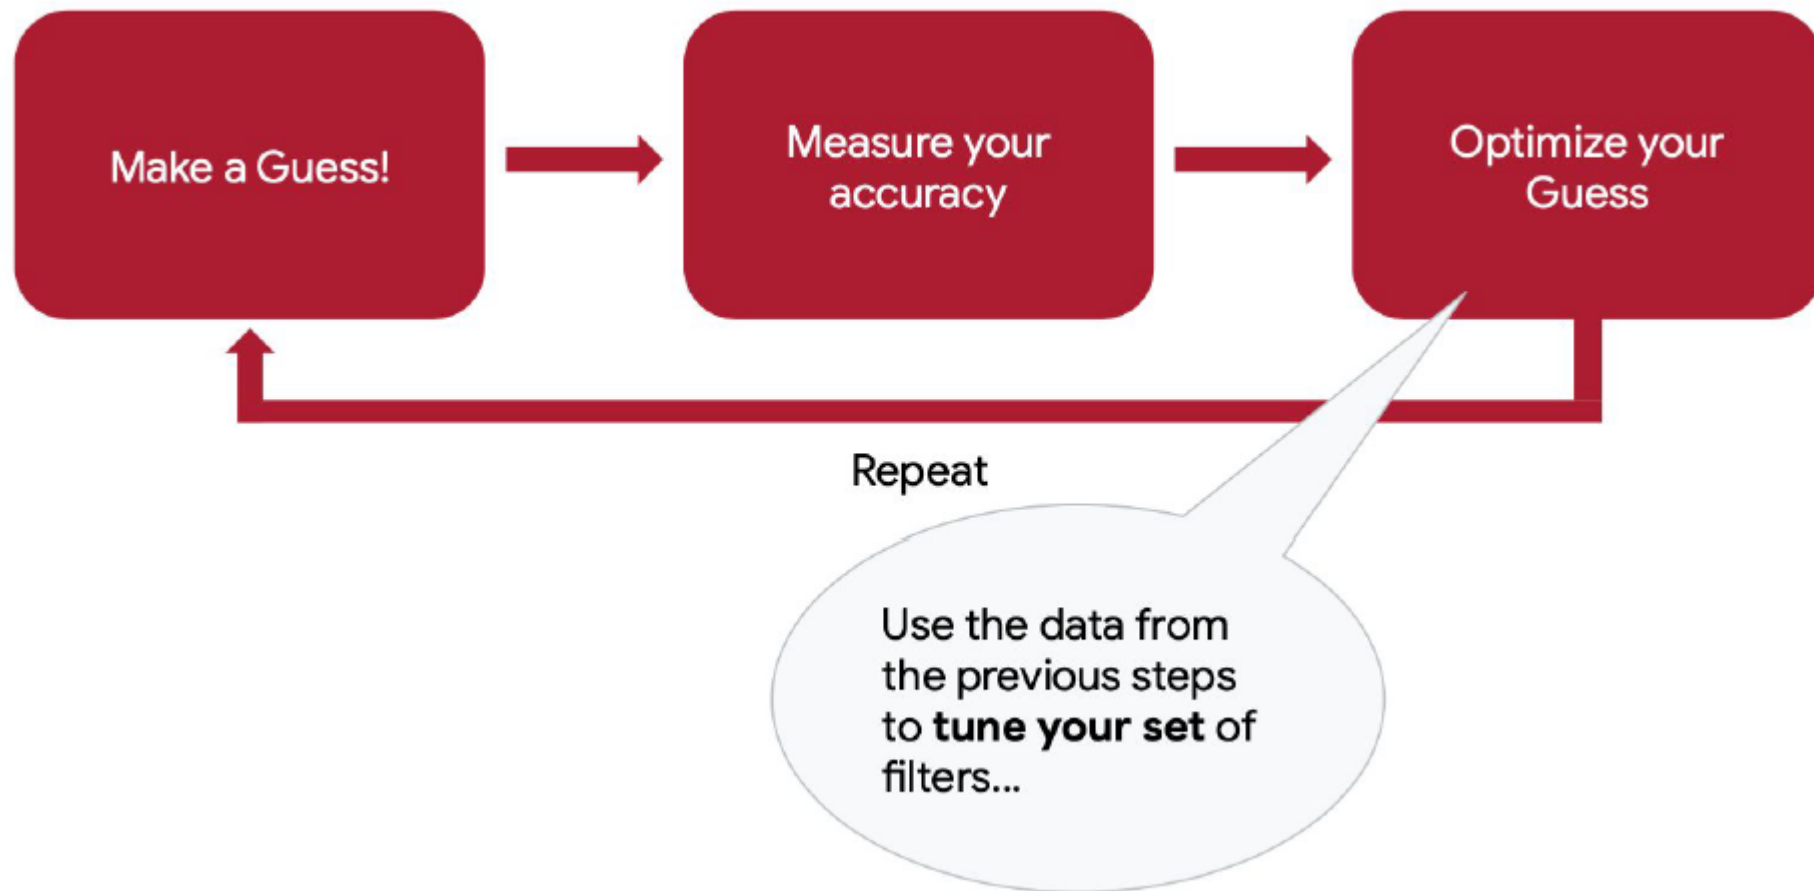 Make a Guess!
Measure your
accuracy
Optimize your
Guess
Repeat
Use the data from
the previous steps
to tune your set of
filters...